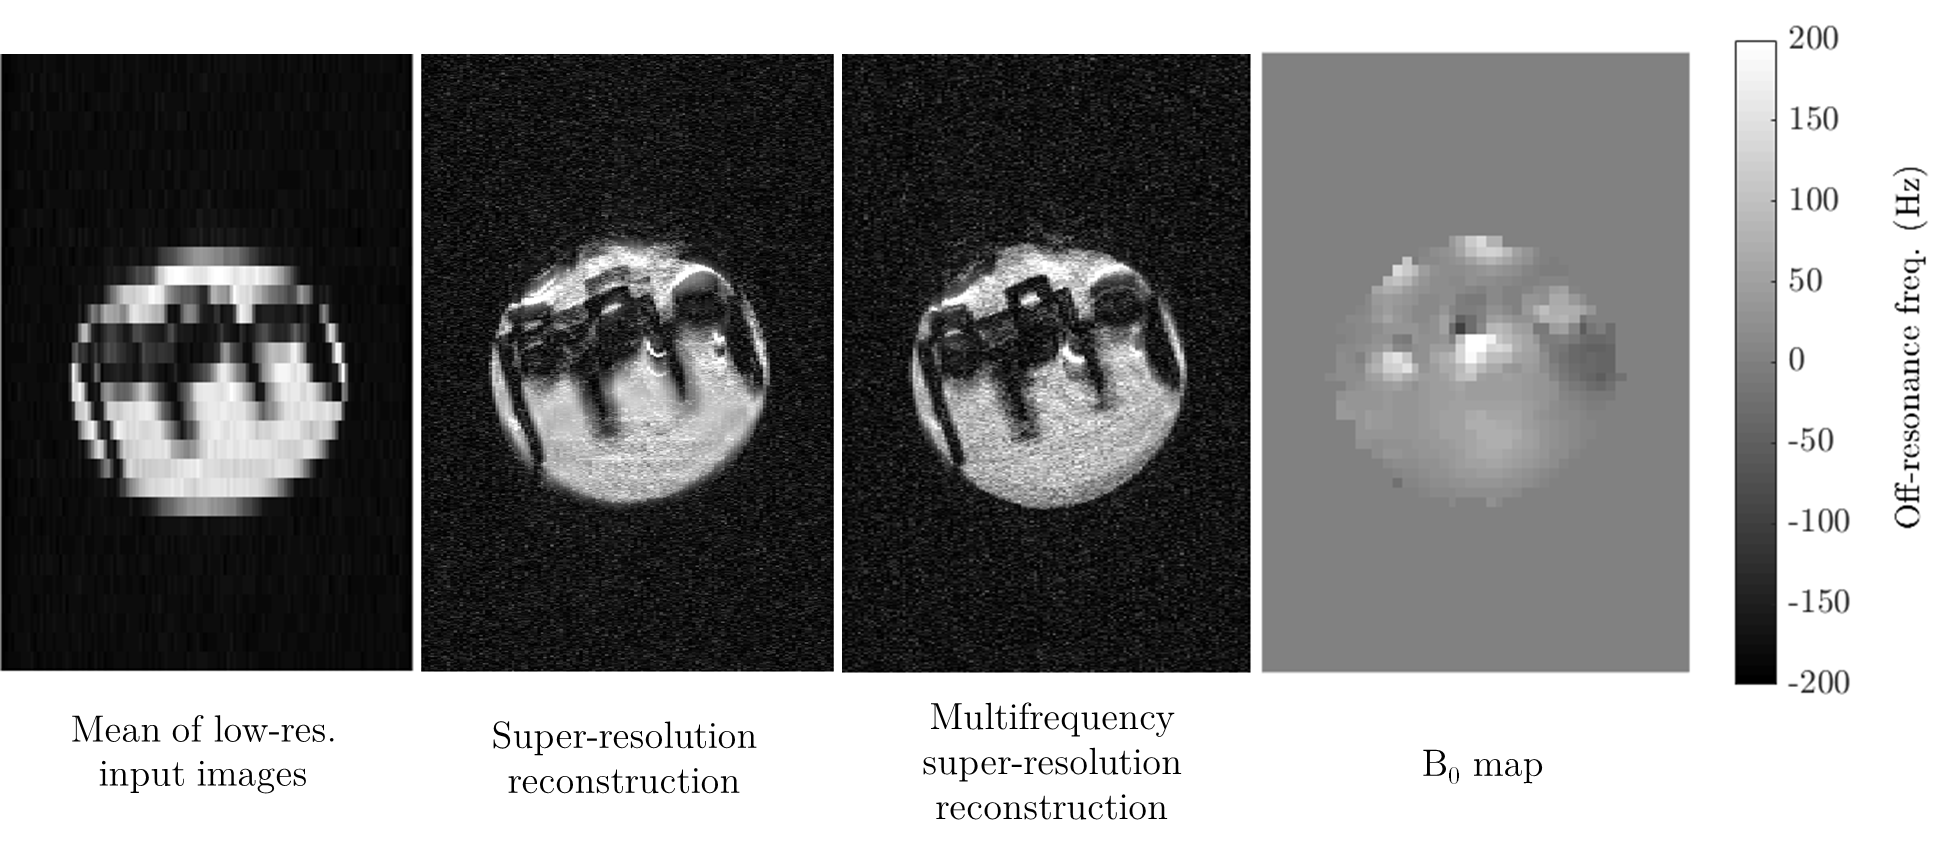 Mean of low-res.
input images
Super-resolution
reconstruction
Multifrequency
super-resolution
reconstruction
B₀ map
200
150
100
50
0
-50
-100
-150
-200
Off-resonance freq. (Hz)